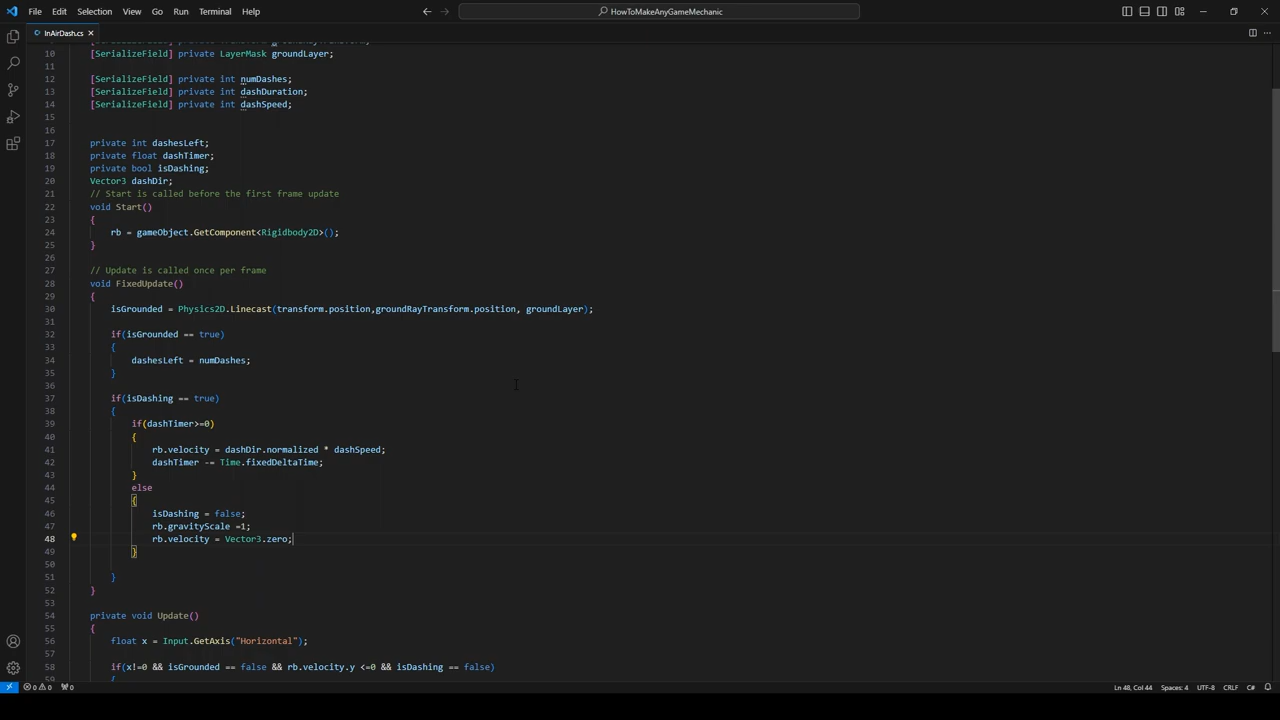 File Edit Selection View Go Run Terminal Help
HowToMakeAnyGameMechanic
InAirDash.cs
10 [SerializeField] private LayerMask groundLayer;
11
12 [SerializeField] private int numDashes;
13 [SerializeField] private int dashDuration;
14 [SerializeField] private int dashSpeed;
15
16
17 private int dashesLeft;
18 private float dashTimer;
19 private bool isDashing;
20 Vector3 dashDir;
21 // Start is called before the first frame update
22 void Start()
23 {
24 rb = gameObject.GetComponent<Rigidbody2D>();
25 }
26
27 // Update is called once per frame
28 void FixedUpdate()
29 {
30 isGrounded = Physics2D.Linecast(transform.position,groundRayTransform.position, groundLayer);
31
32 if(isGrounded == true)
33 {
34 dashesLeft = numDashes;
35 }
36
37 if(isDashing == true)
38 {
39 if(dashTimer>=0)
40 {
41 rb.velocity = dashDir.normalized * dashSpeed;
42 dashTimer -= Time.fixedDeltaTime;
43 }
44 else
45 {
46 isDashing = false;
47 rb.gravityScale =1;
48 rb.velocity = Vector3.zero;
49 }
50
51 }
52 }
53
54 private void Update()
55 {
56 float x = Input.GetAxis("Horizontal");
57
58 if(x!=0 && isGrounded == false && rb.velocity.y <=0 && isDashing == false)
59 {
0 0 0 Ln 48, Col 44 Spaces: 4 UTF-8 CRLF C#